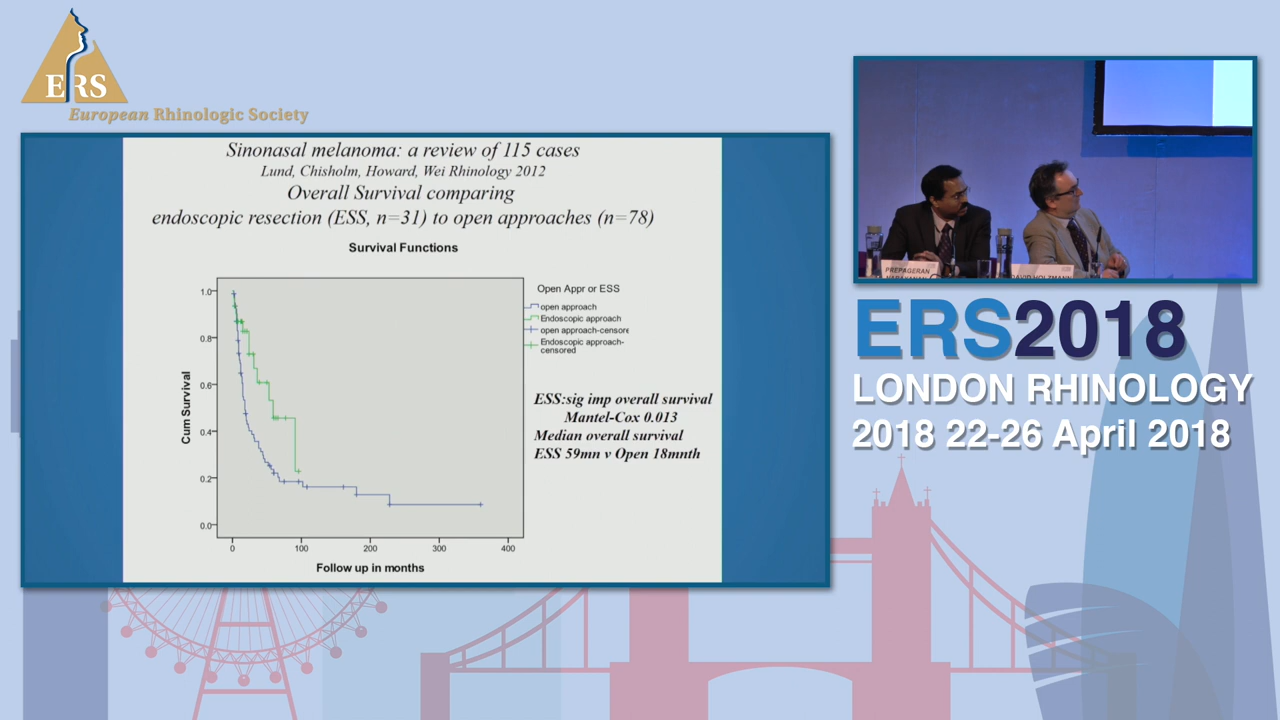 ERS
European Rhinologic Society
Sinonasal melanoma: a review of 115 cases
Lund, Chisholm, Howard, Wei Rhinology 2012
Overall Survival comparing
endoscopic resection (ESS, n=31) to open approaches (n=78)
Survival Functions
Open Appr or ESS
open approach
Endoscopic approach
open approach-censore
Endoscopic approach-
censored
Cum Survival
1.0
0.8
0.6
0.4
0.2
0.0
0
100
200
300
400
Follow up in months
ESS:sig imp overall survival
Mantel-Cox 0.013
Median overall survival
ESS 59mn v Open 18mnth
PREPAGERAN
DAVID HOLZMANN
ERS2018
LONDON RHINOLOGY
2018 22-26 April 2018